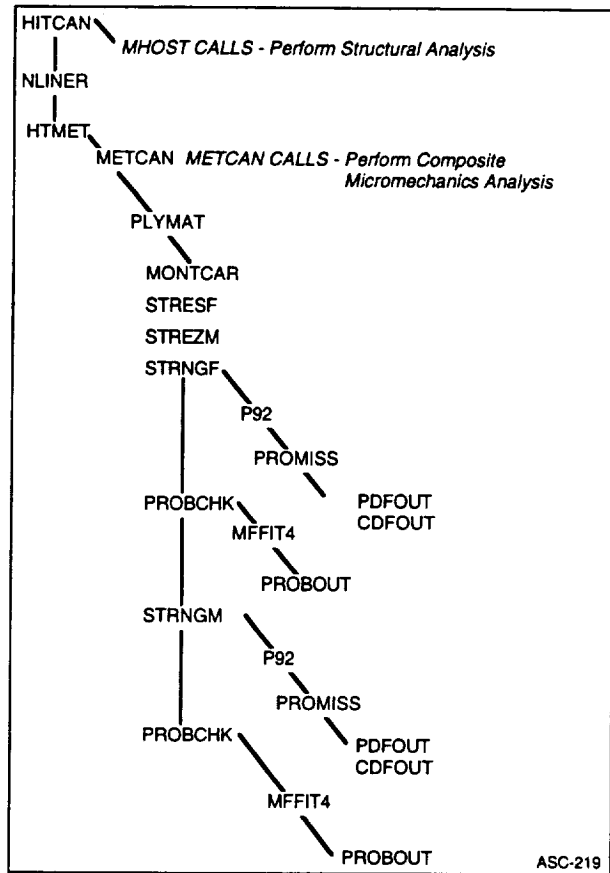 HITCAN
MHOST CALLS - Perform Structural Analysis
NLINER
HTMET
METCAN METCAN CALLS - Perform Composite
Micromechanics Analysis
PLYMAT
MONTCAR
STRESF
STREZM
STRNGF
P92
PROMISS
PDFOUT
PROBCHK
CDFOUT
MFFIT4
PROBOUT
STRNGM
P92
PROMISS
PROBCHK
PDFOUT
CDFOUT
MFFIT4
PROBOUT
ASC-219